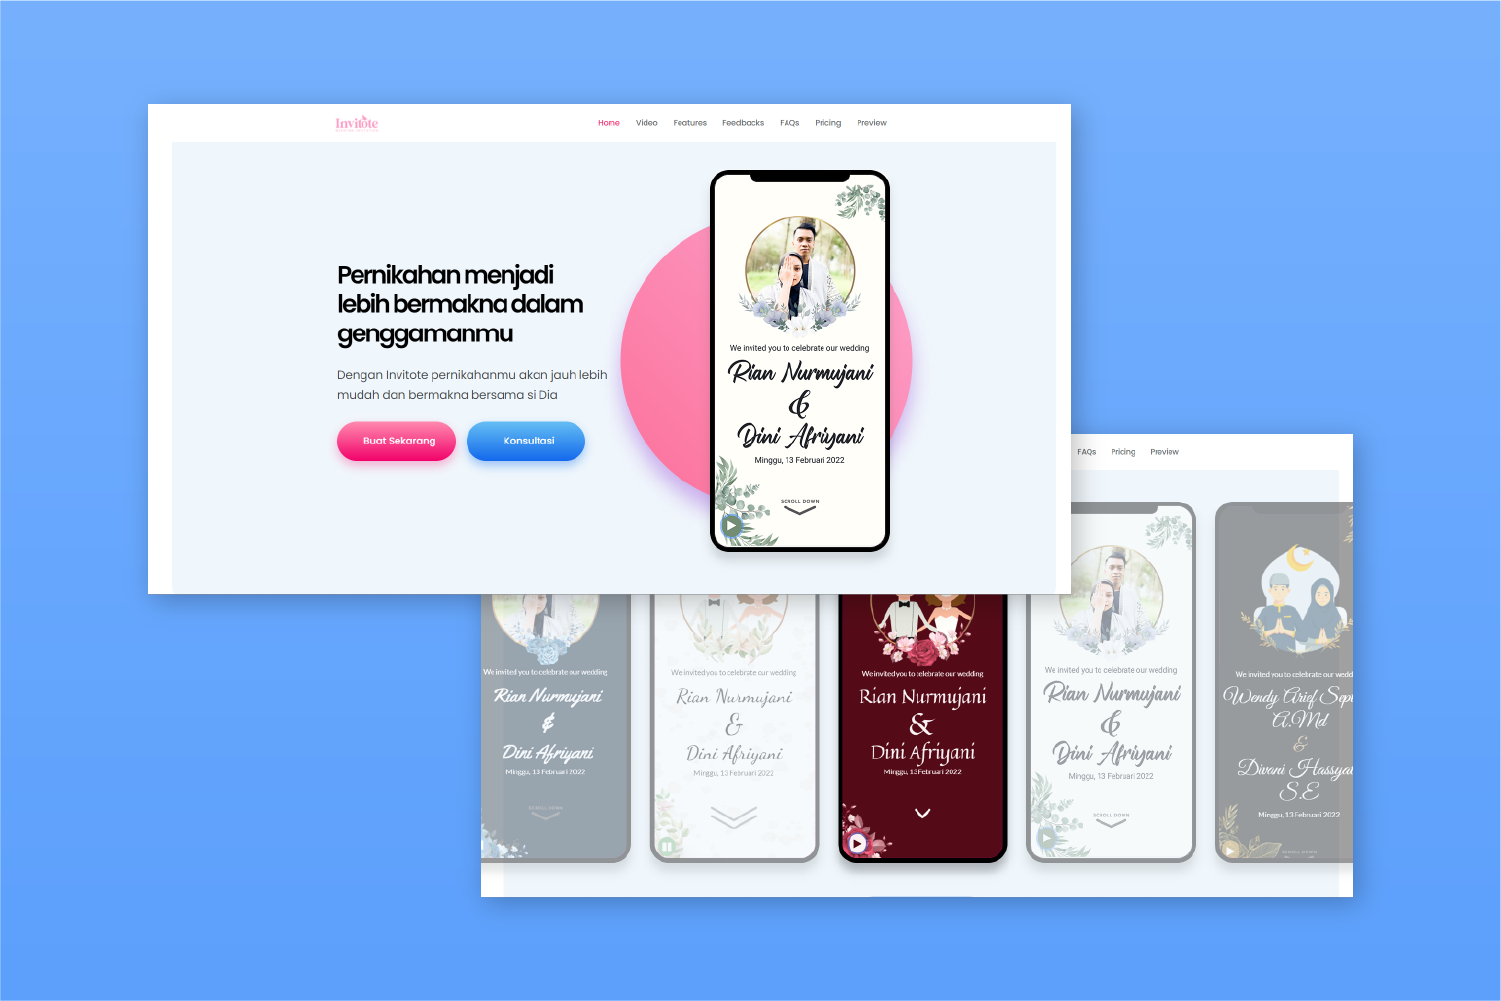 Invitote
Home Video Features Feedbacks FAQs Pricing Preview
Pernikahan menjadi
lebih bermakna dalam
genggamanmu
Dengan Invitote pernikahanmu akan jauh lebih
mudah dan bermakna bersama si Dia
Buat Sekarang Konsultasi
We invited you to celebrate our wedding
Rian Nurmujani
&
Dini Afriyani
Minggu, 13 Februari 2022
SCROLL DOWN
FAQs Pricing Preview
We invited you to celebrate our wedding
Rian Nurmujani
&
Dini Afriyani
Minggu, 13 Februari 2022
SCROLL DOWN
We invited you to celebrate our wedding
Rian Nurmujani
&
Dini Afriyani
Minggu, 13 Februari 2022
We invited you to celebrate our wedding
Rian Nurmujani
&
Dini Afriyani
Minggu, 13 Februari 2022
We invited you to celebrate our wedding
Rian Nurmujani
&
Dini Afriyani
Minggu, 13 Februari 2022
SCROLL DOWN
We invited you to celebrate our wedd
Wendy Arief Sep
A.Md
&
Divani Hassya
S.E
Minggu, 13 Februari 2022